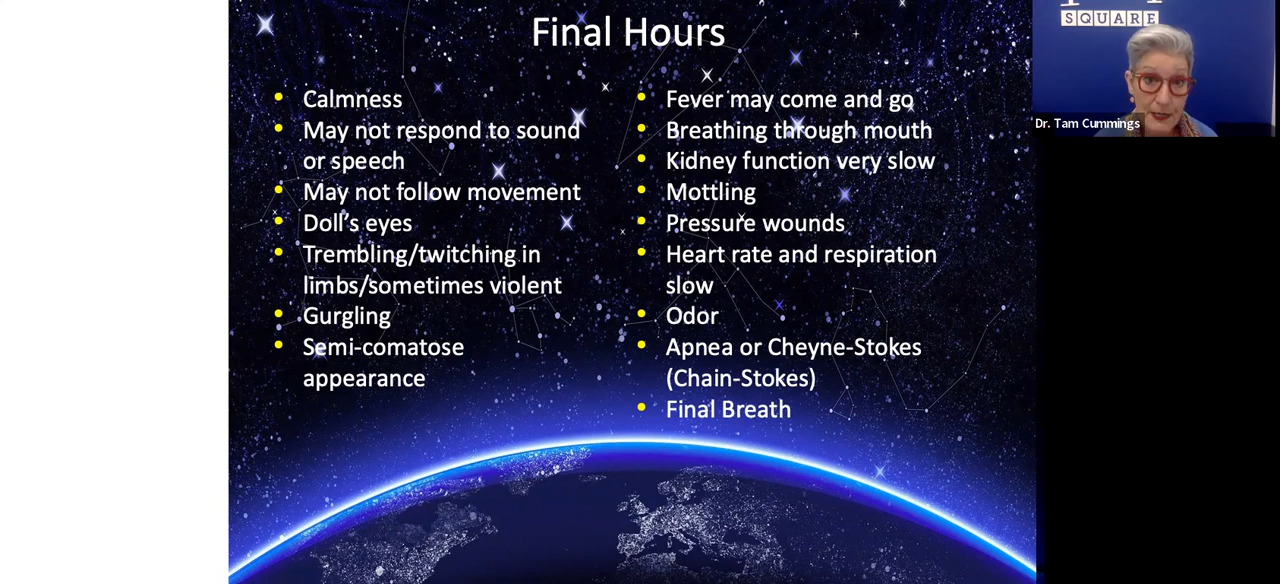 Final Hours
Calmness
May not respond to sound
or speech
May not follow movement
Doll’s eyes
Trembling/twitching in
limbs/sometimes violent
Gurgling
Semi-comatose
appearance
Fever may come and go
Breathing through mouth
Kidney function very slow
Mottling
Pressure wounds
Heart rate and respiration
slow
Odor
Apnea or Cheyne-Stokes
(Chain-Stokes)
Final Breath
SQUARE
Dr. Tam Cummings